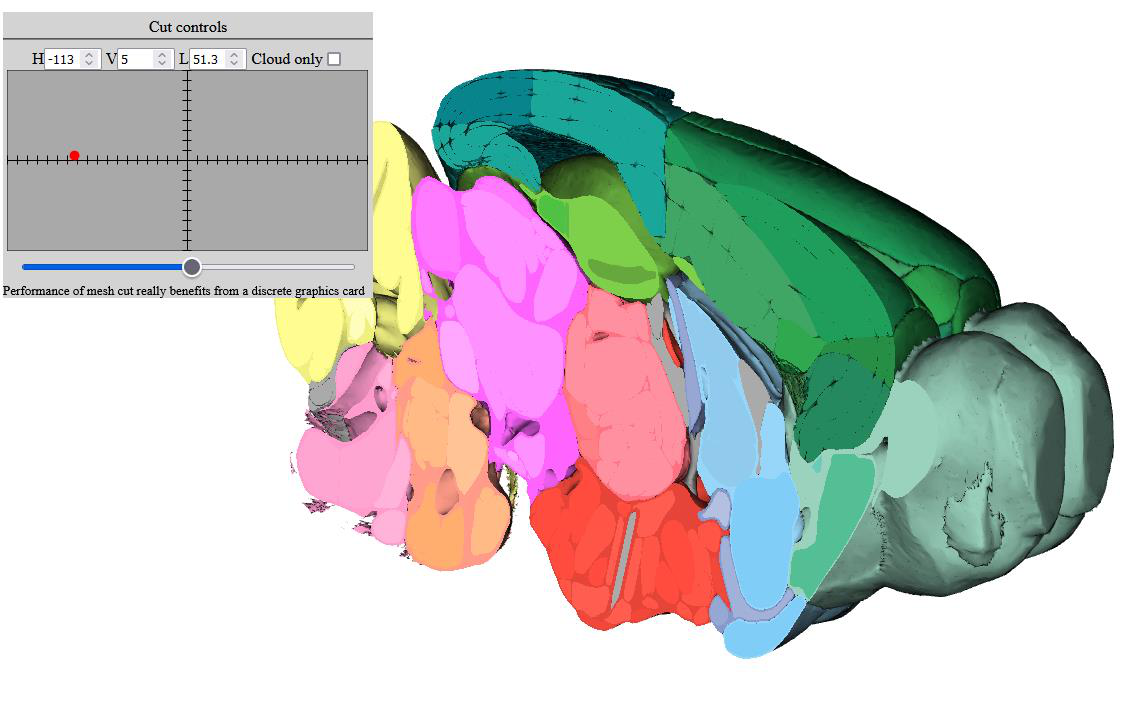 Cut controls
H -113 V 5 L 51.3 Cloud only
Performance of mesh cut really benefits from a discrete graphics card